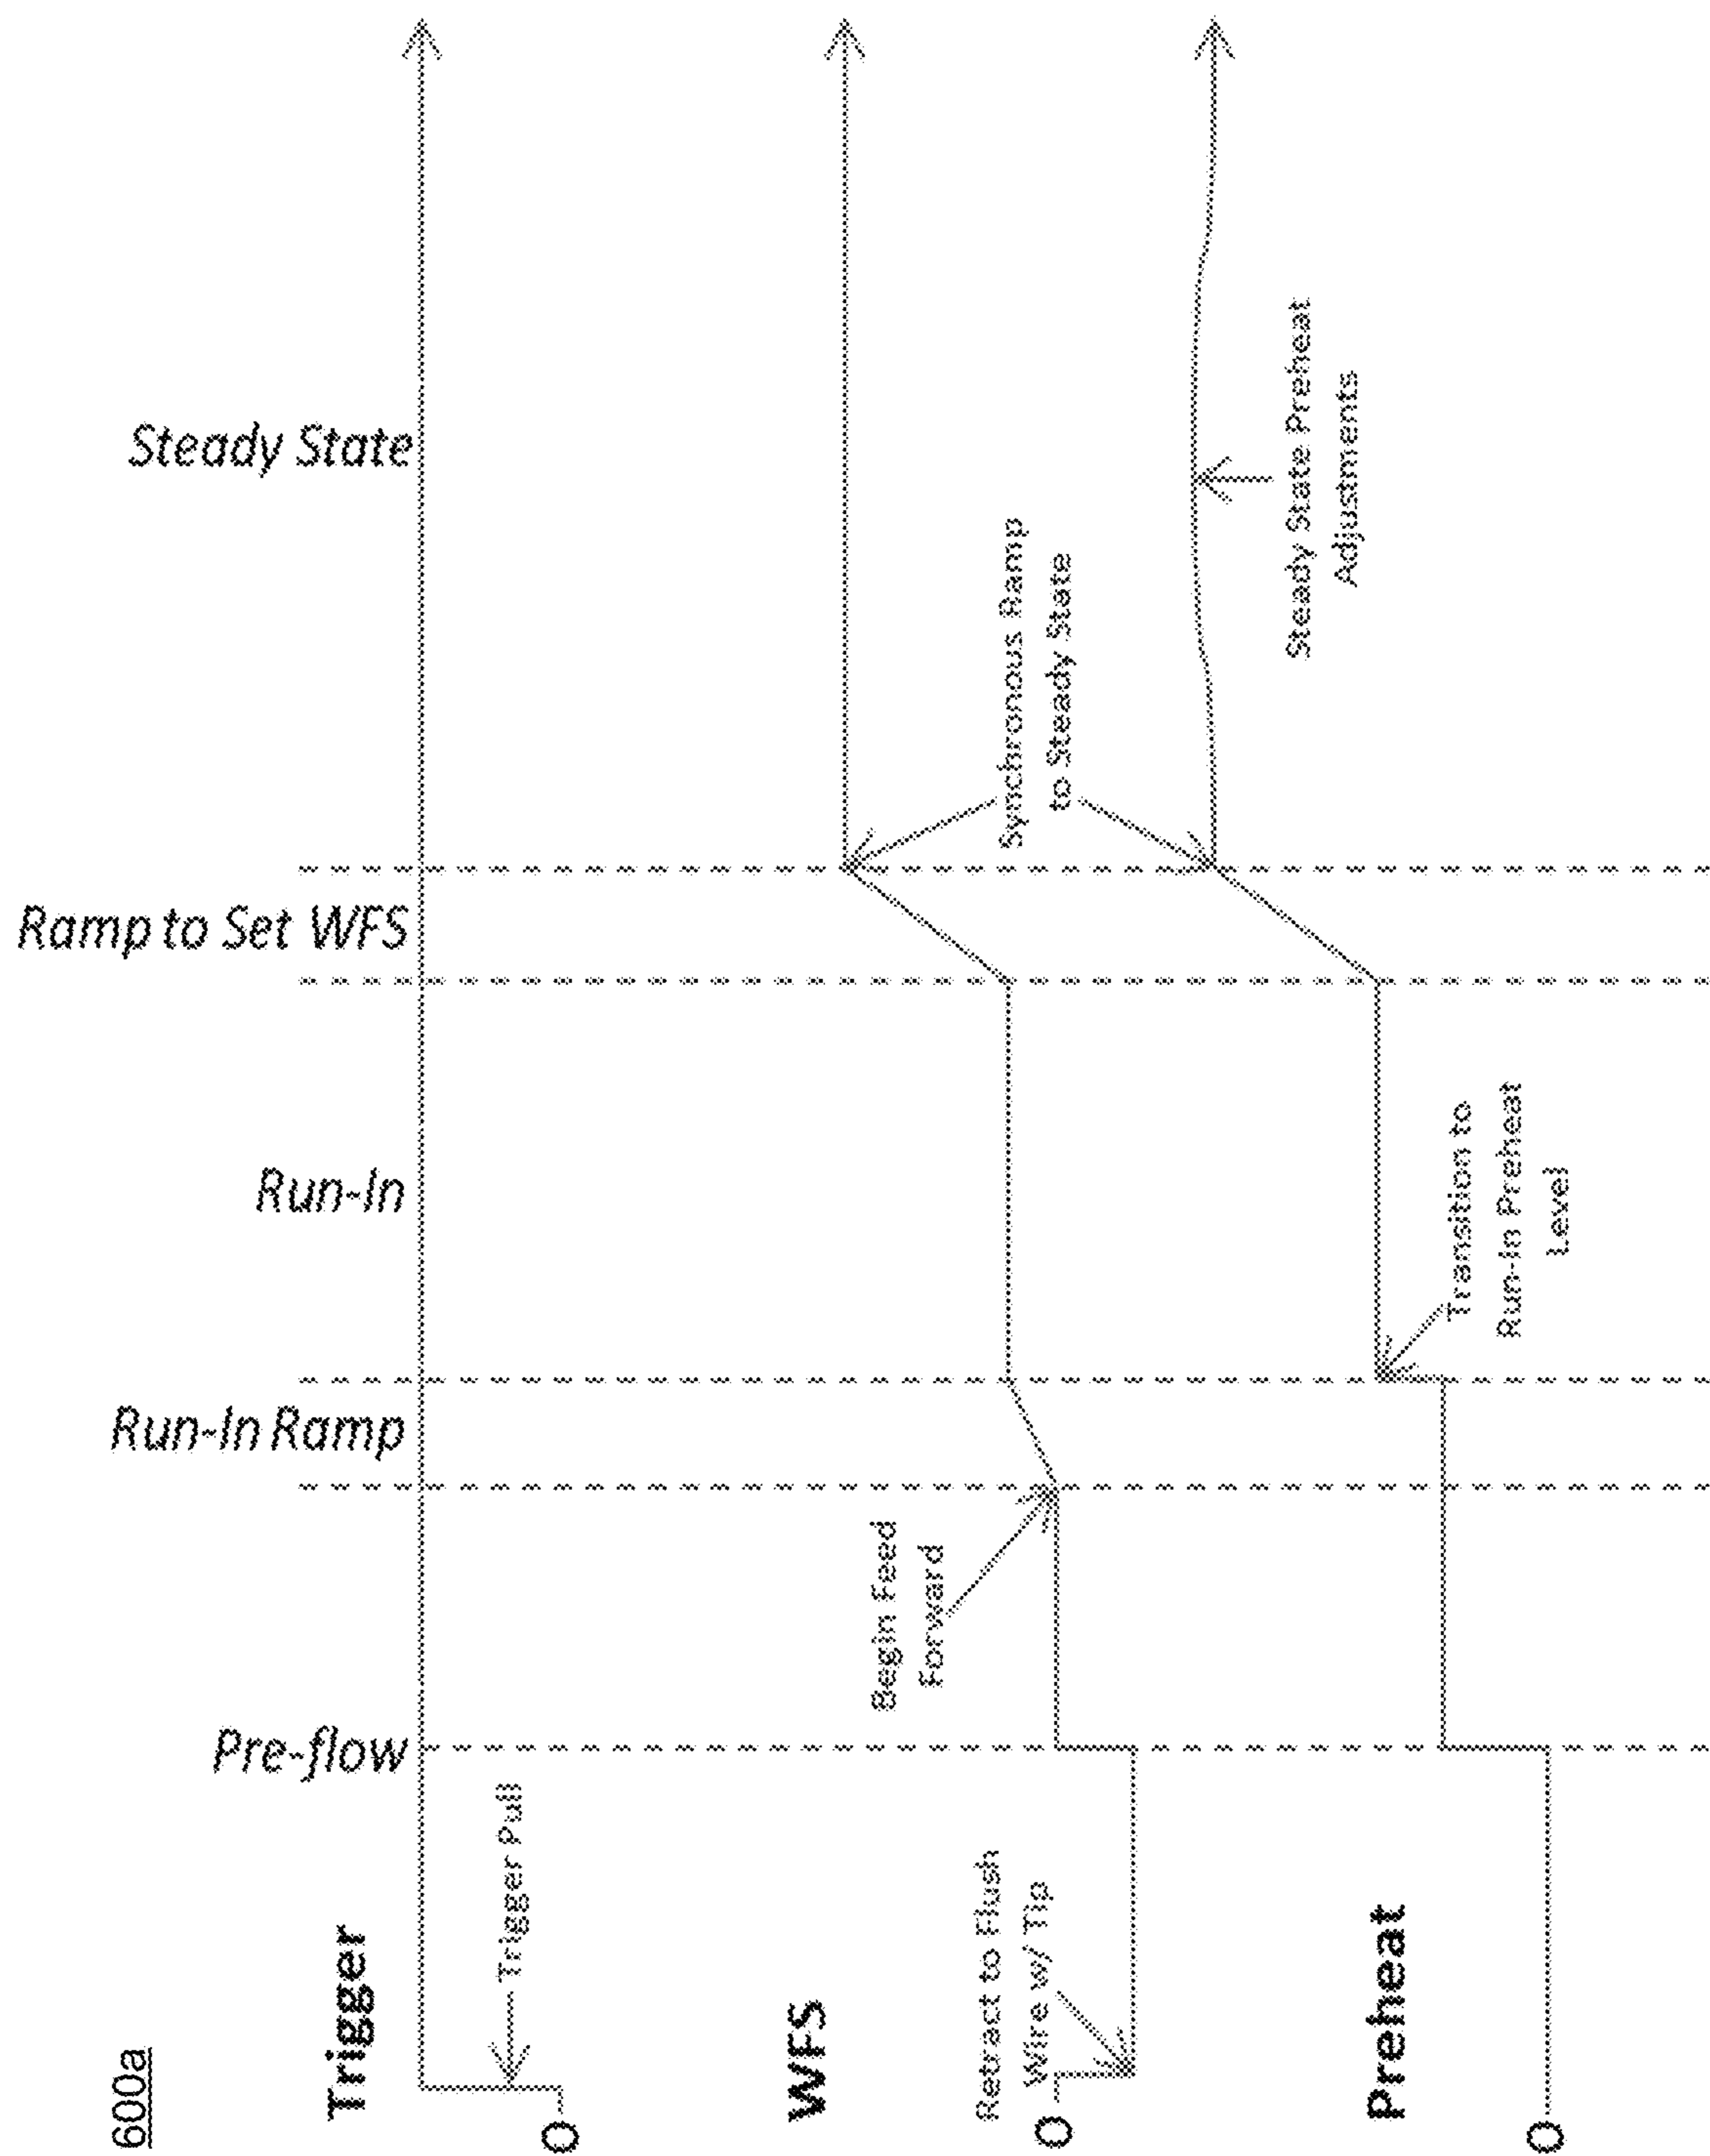 600a
Pre-flow
Run-In Ramp
Run-In
Ramp to Set WFS
Steady State
Trigger
Trigger Pull
0
WFS
Begin Feed
Forward
Synchronous Ramp
to Steady State
Retract to Flush
Wire w/ Tip
0
Preheat
Steady State Preheat
Adjustments
Transition to
Run-in Preheat
Level
0